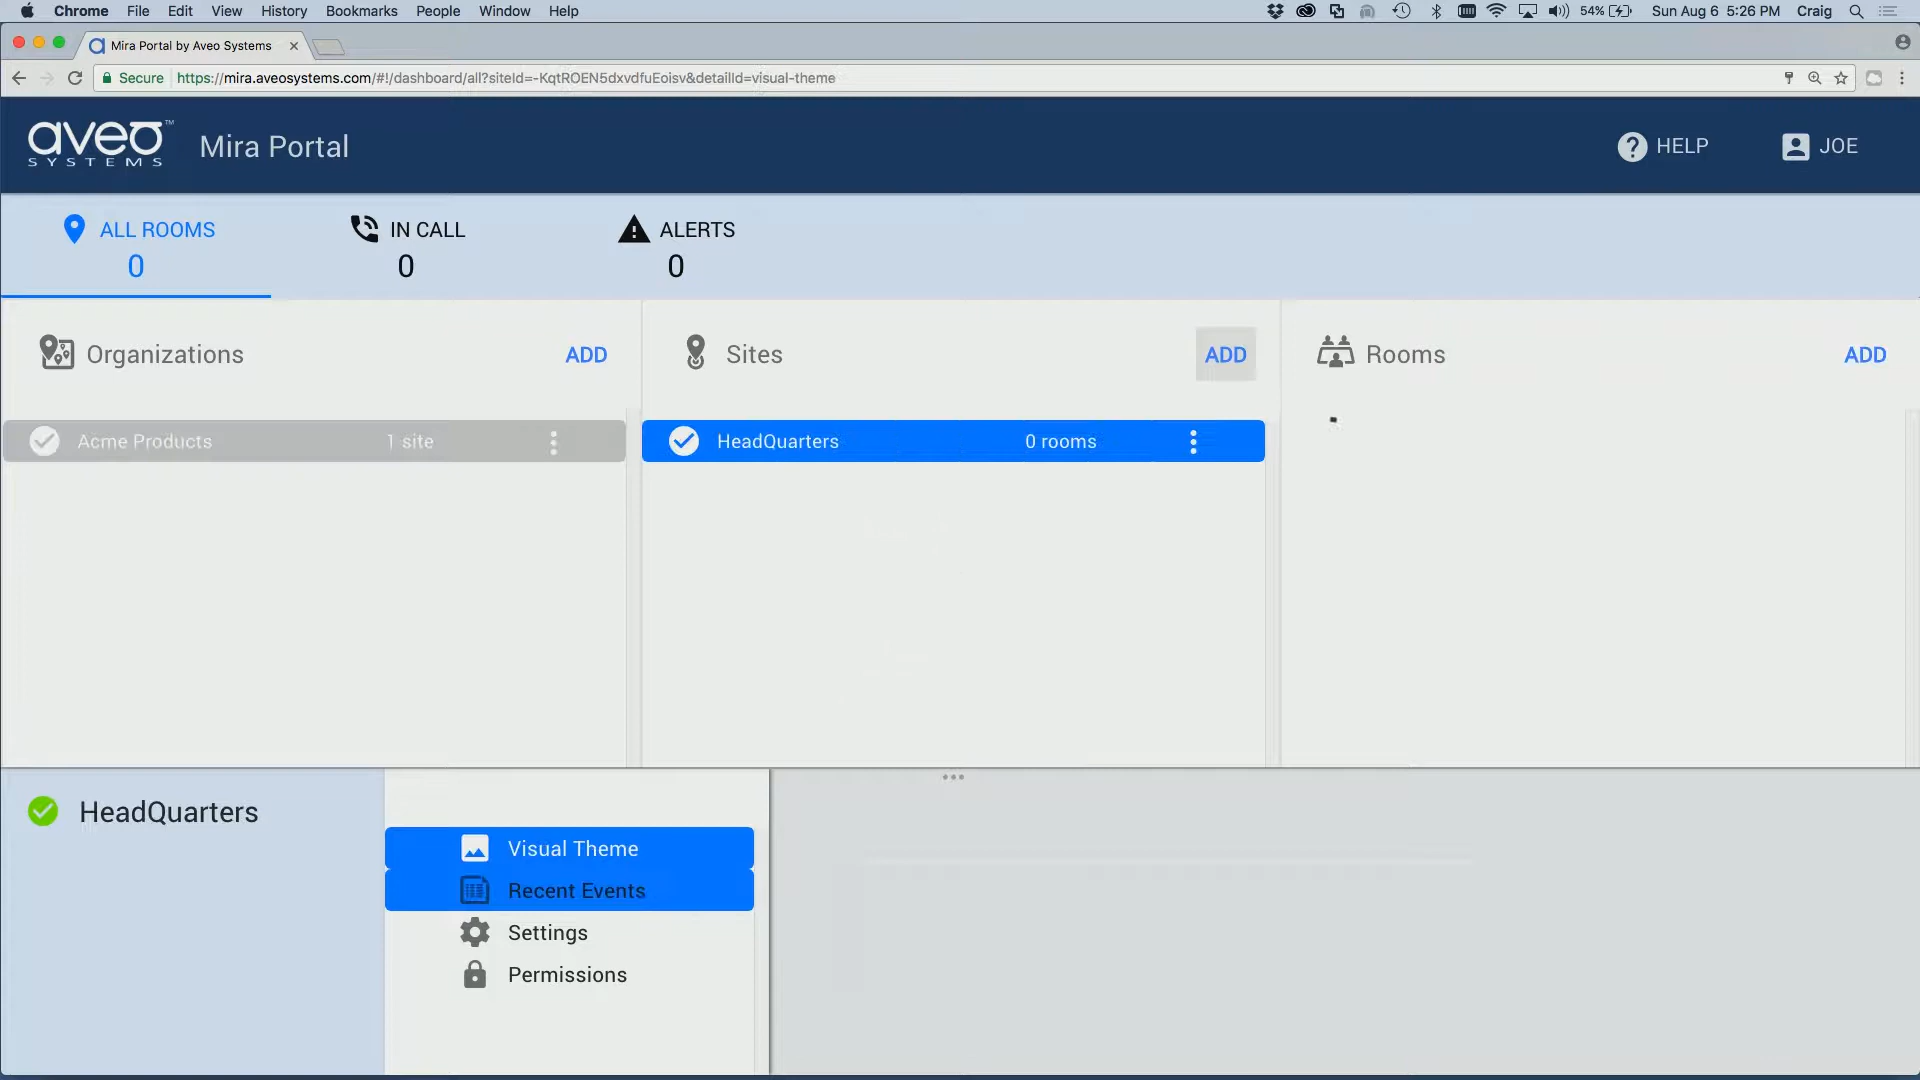 Chrome File Edit View History Bookmarks People Window Help 54% Sun Aug 6 5:26 PM Craig
Mira Portal by Aveo Systems
Secure https://mira.aveosystems.com/#!/dashboard/all?siteId=-KqtROEN5dxvdfuEoisv&detailId=visual-theme
aveo SYSTEMS ™ Mira Portal HELP JOE
ALL ROOMS IN CALL ALERTS
0 0 0
Organizations ADD Sites ADD Rooms ADD
Acme Products 1 site HeadQuarters 0 rooms
HeadQuarters
Visual Theme
Recent Events
Settings
Permissions